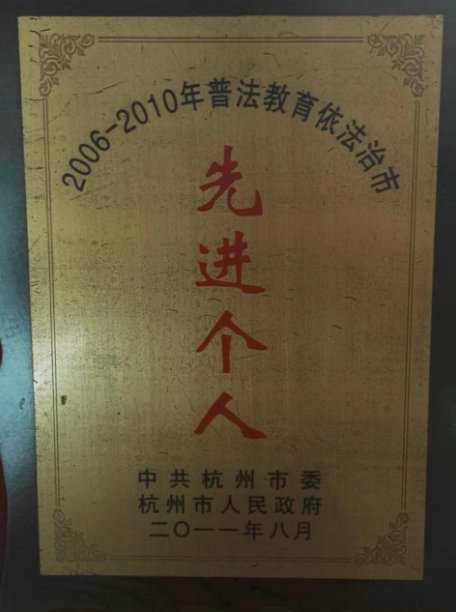 2006-2010年普法教育依法治市
先进个人
中共杭州市委
杭州市人民政府
二〇一一年八月